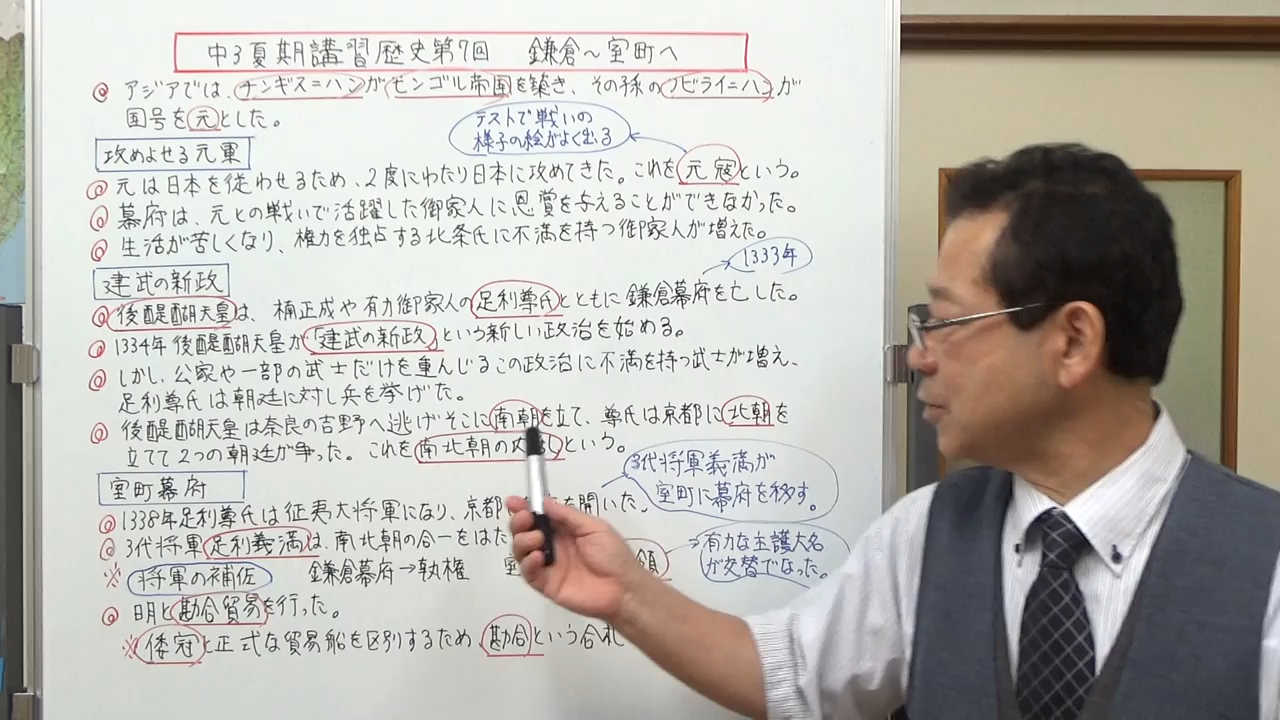 中3夏期講習歴史第7回 鎌倉～室町へ
◎ アジアでは、チンギス=ハンがモンゴル帝国を築き、その孫のフビライ=ハンが
国号を元とした。
テストで戦いの
様子の絵がよく出る
攻めよせる元軍
◎ 元は日本を従わせるため、2度にわたり日本に攻めてきた。これを元寇という。
◎ 幕府は、元との戦いで活躍した御家人に恩賞を与えることができなかった。
◎ 生活が苦しくなり、権力を独占する北条氏に不満を持つ御家人が増えた。
1333年
建武の新政
◎ 後醍醐天皇は、楠正成や有力御家人の足利尊氏とともに鎌倉幕府を亡した。
◎ 1334年後醍醐天皇が「建武の新政」という新しい政治を始める。
◎ しかし、公家や一部の武士だけを重んじるこの政治に不満を持つ武士が増え、
足利尊氏は朝廷に対し兵を挙げた。
◎ 後醍醐天皇は奈良の吉野へ逃げそこに南朝を立て、尊氏は京都に北朝を
立てて2つの朝廷が争った。これを南北朝の という。
3代将軍義満が
室町に幕府を移す。
室町幕府
◎ 1338年足利尊氏は征夷大将軍になり、京都 を開いた。
◎ 3代将軍足利義満は、南北朝の合一をはた
有力な主護大名
が交替でなった。
※ 将軍の補佐 鎌倉幕府→執権 室 領
◎ 明と勘合貿易を行った。
※ 倭冦と正式な貿易船を区別するため、勘合という合札